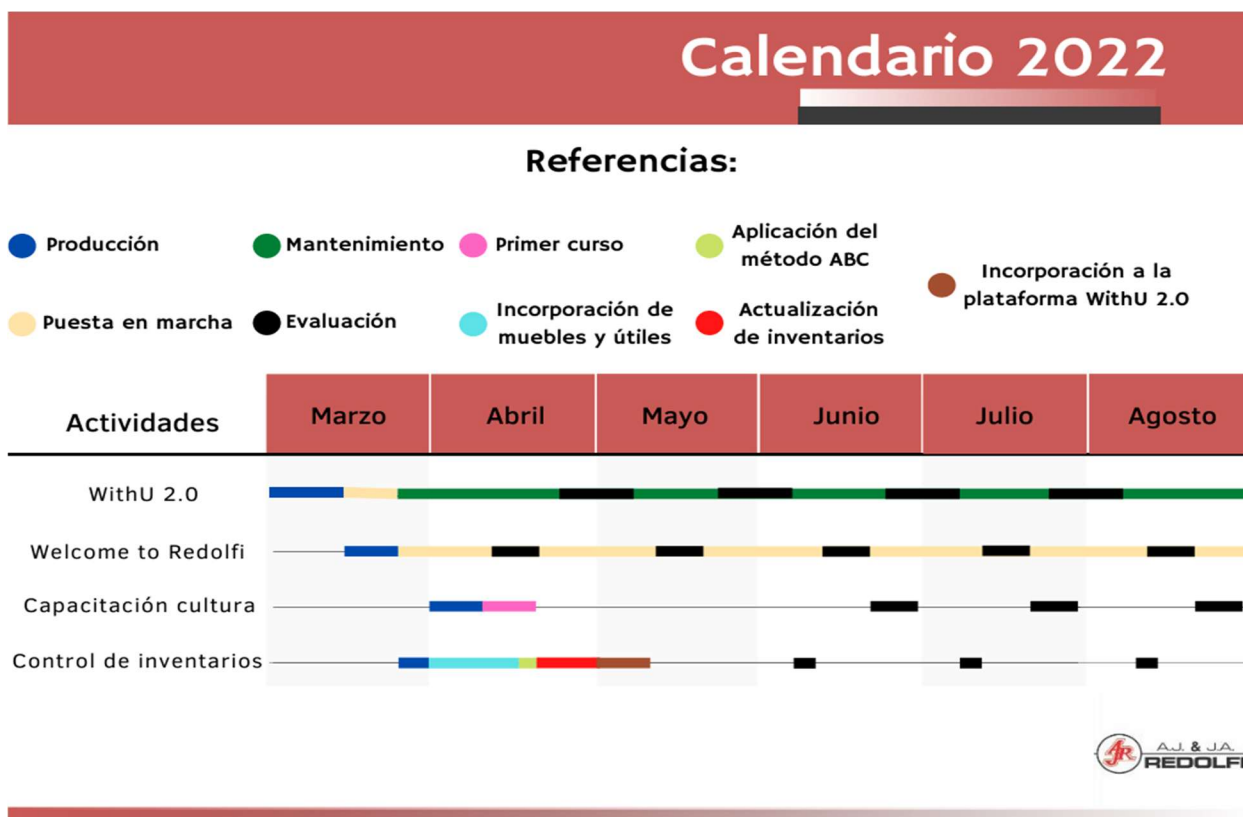 Calendario 2022
Referencias:
Producción
Mantenimiento
Primer curso
Aplicación del
método ABC
Incorporación a la
plataforma WithU 2.0
Puesta en marcha
Evaluación
Incorporación de
muebles y útiles
Actualización
de inventarios
Actividades
Marzo
Abril
Mayo
Junio
Julio
Agosto
WithU 2.0
Welcome to Redolfi
Capacitación cultura
Control de inventarios
AJR
A.J. & J.A.
REDOLFI